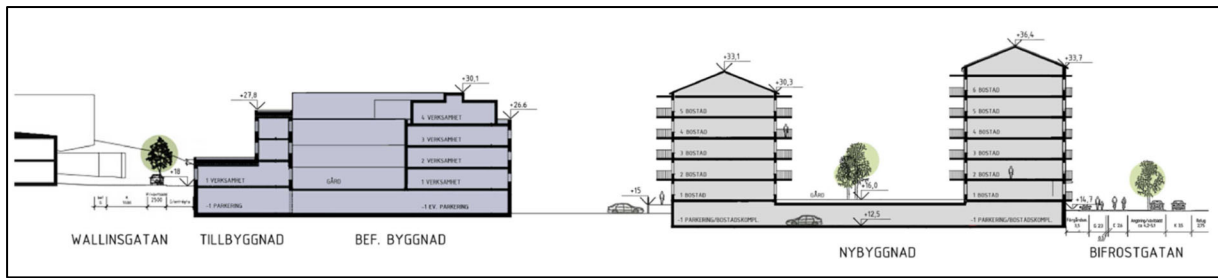 +36,4
+33,1
+33,7
+30,3
+30,1
+27,8
+26.6
6 BOSTAD
5 BOSTAD
5 BOSTAD
4 VERKSAMHET
4 BOSTAD
4 BOSTAD
3 VERKSAMHET
3 BOSTAD
3 BOSTAD
2 VERKSAMHET
2 BOSTAD
2 BOSTAD
+18
1 VERKSAMHET
GÅRD
1 VERKSAMHET
+15
1 BOSTAD
GÅRD
+16,0
1 BOSTAD
+14,7
-1 PARKERING
-1 EV. PARKERING
-1 PARKERING/BOSTADSKOMPL.
+12,5
-1 PARKERING/BOSTADSKOMPL.
WALLINSGATAN
TILLBYGGNAD
BEF. BYGGNAD
NYBYGGNAD
BIFROSTGATAN